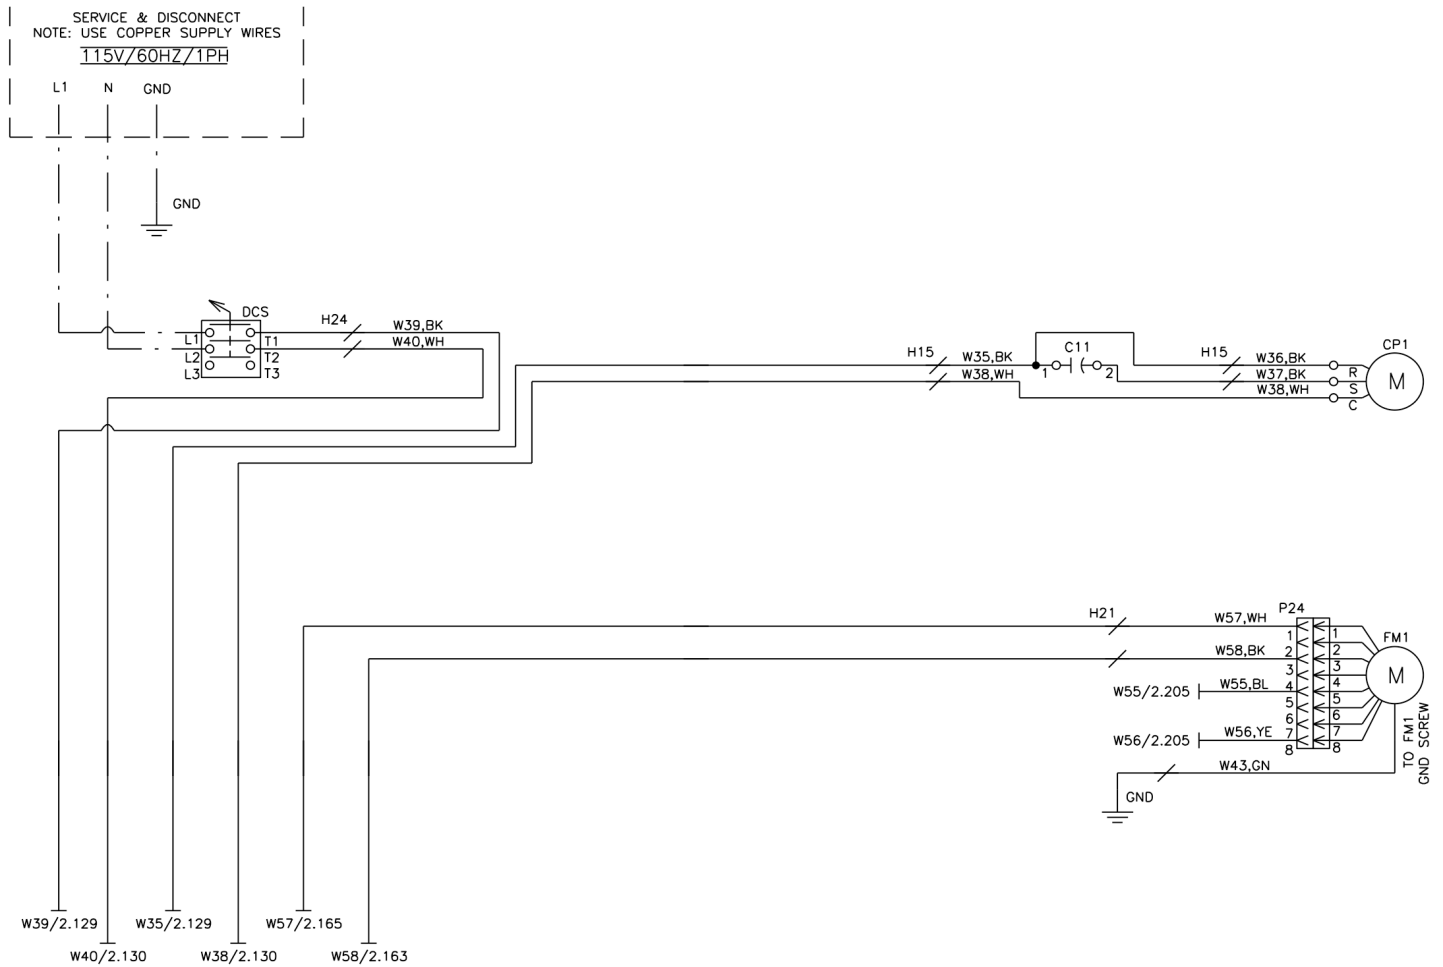 SERVICE & DISCONNECT
NOTE: USE COPPER SUPPLY WIRES
115V/60HZ/1PH
L1 N GND
GND
DCS
H24
W39,BK
L1 T1
W40,WH
L2 T2
L3 T3
H15 W35,BK
W38,WH
C11
1 2
H15 W36,BK
W37,BK
W38,WH
R
S
C
CP1
M
H21
W57,WH
W58,BK
W55/2.205 W55,BL
W56/2.205 W56,YE
W43,GN
GND
P24
1 1
2 2
3 3
4 4
5 5
6 6
7 7
8 8
FM1
M
TO FM1
GND SCREW
W39/2.129 W35/2.129 W57/2.165
W40/2.130 W38/2.130 W58/2.163